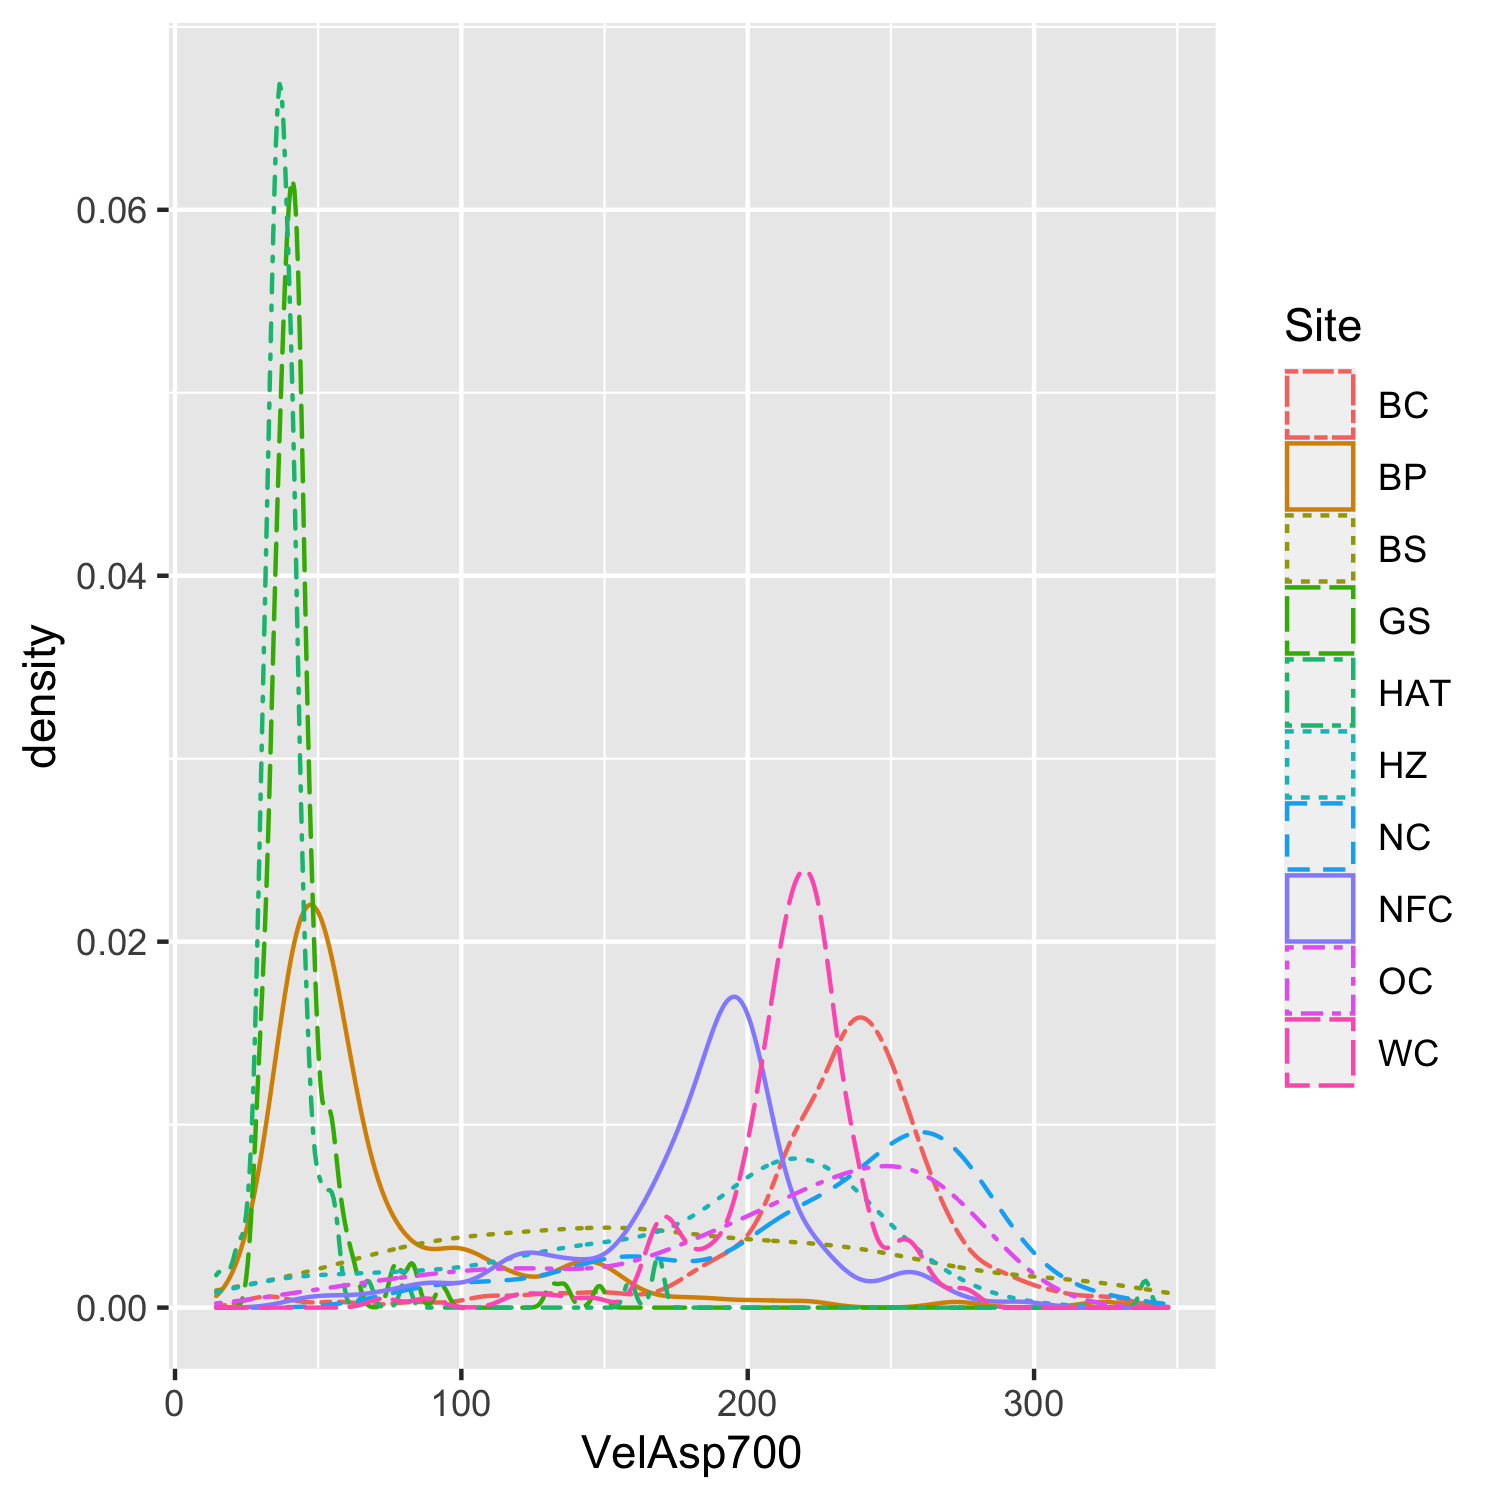 0.06
0.04
0.02
0.00
density
0 100 200 300
VelAsp700
Site
BC
BP
BS
GS
HAT
HZ
NC
NFC
OC
WC